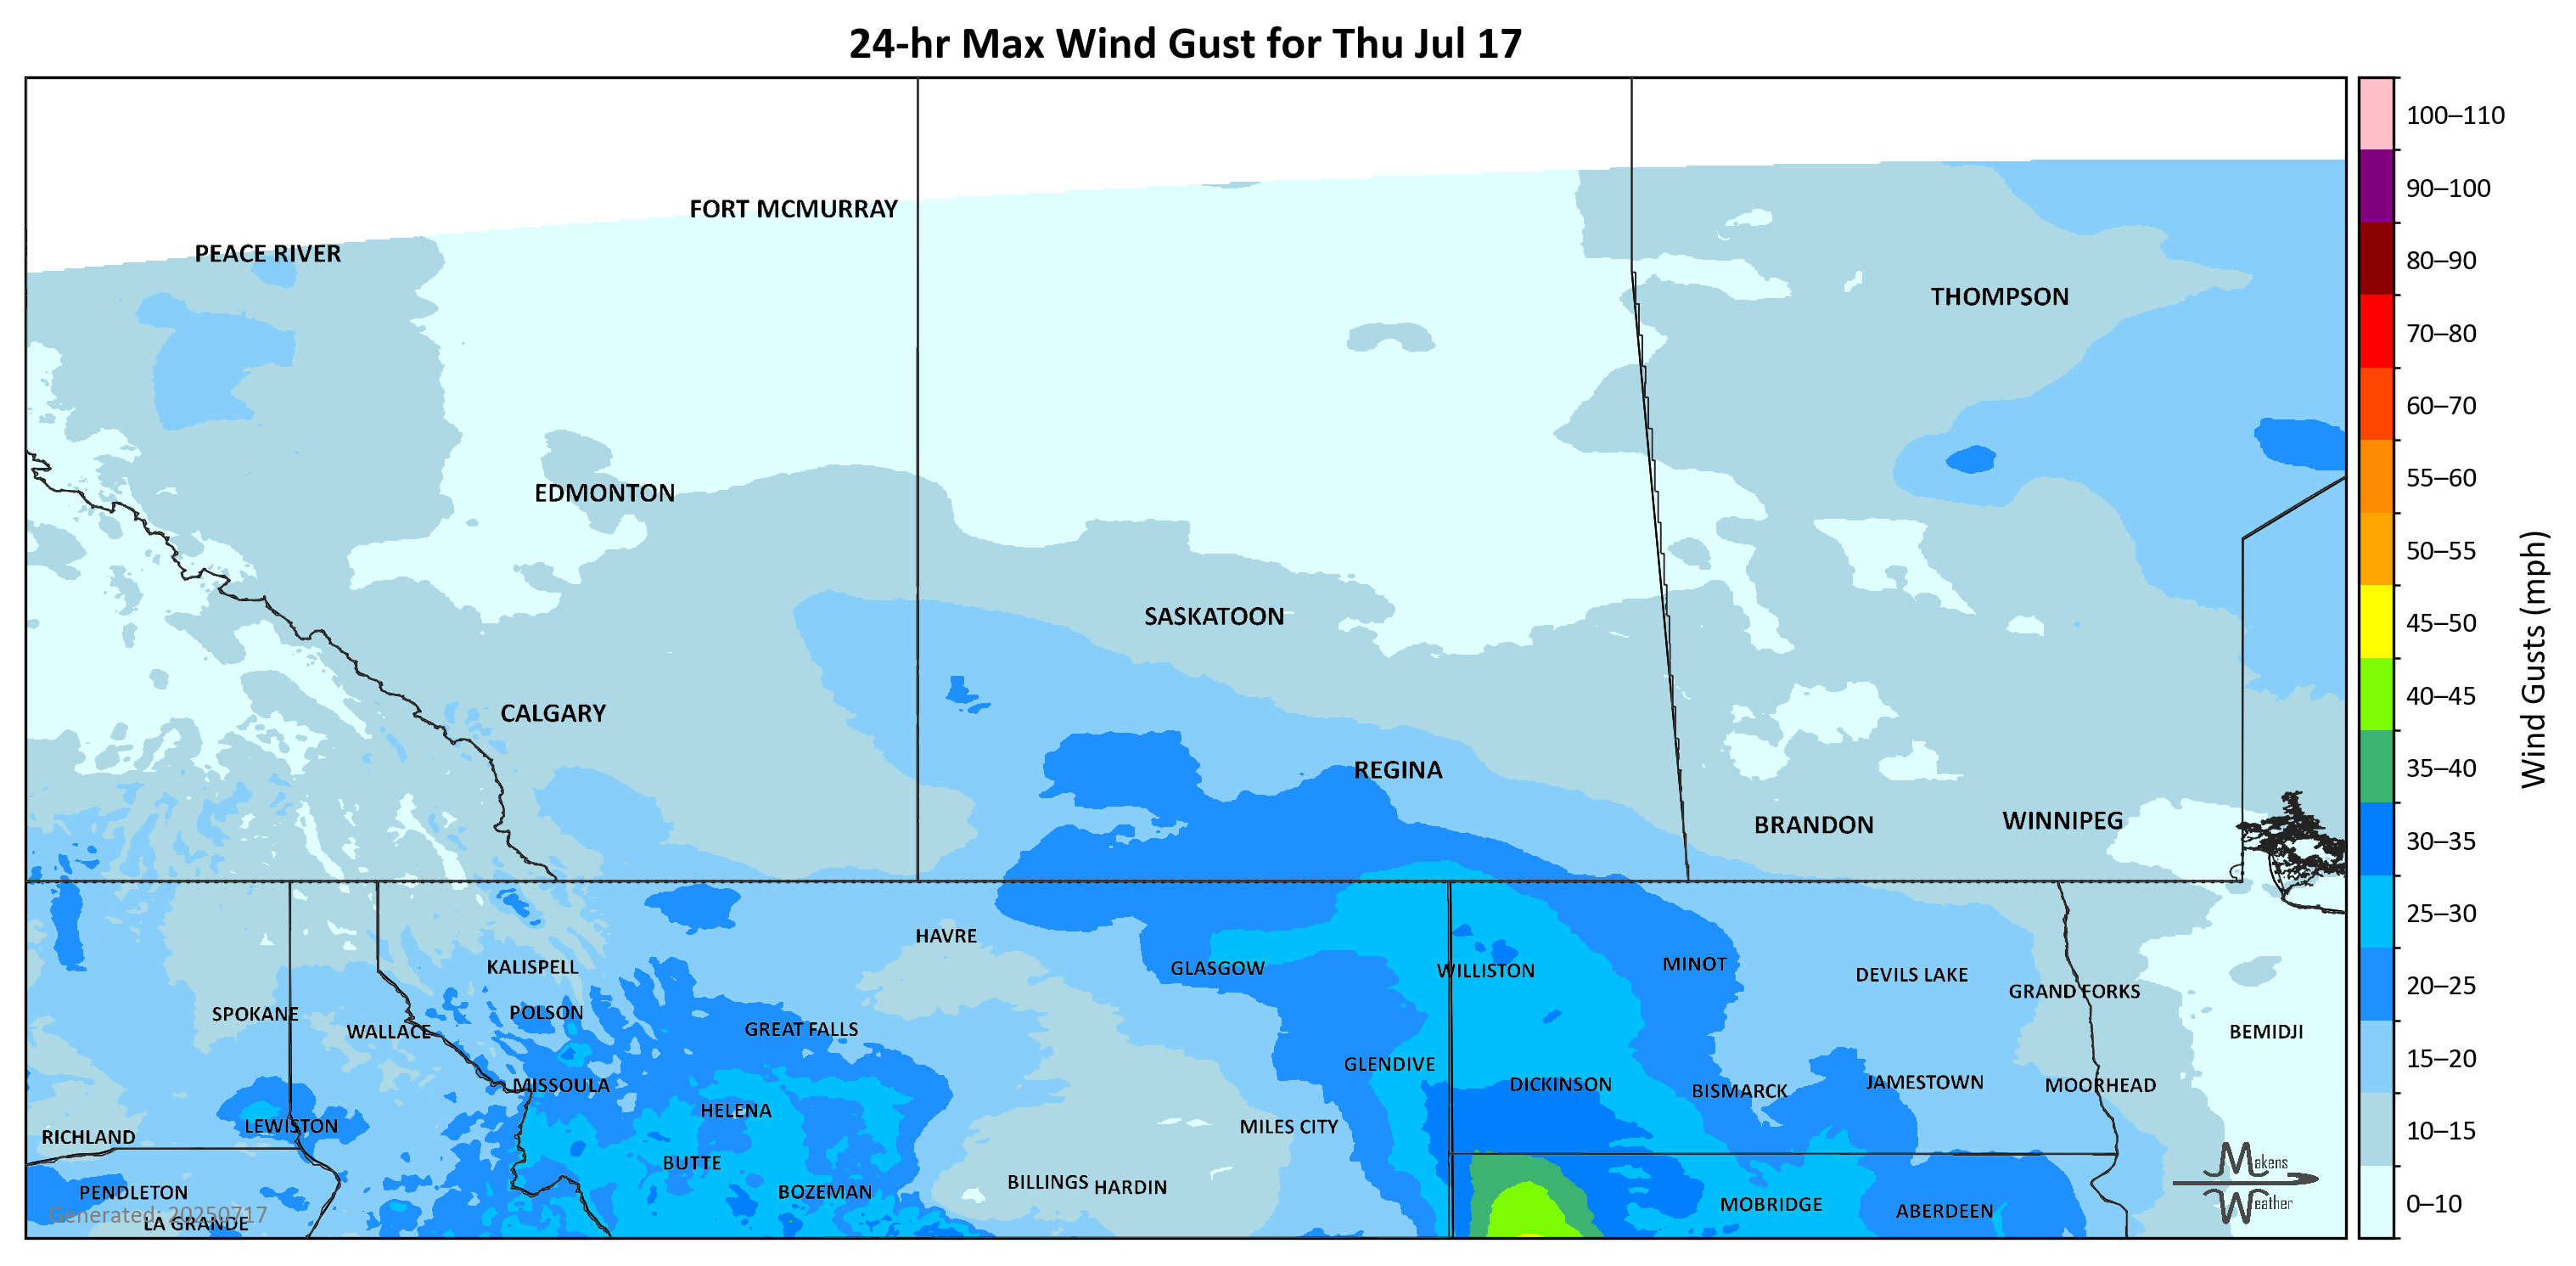 24-hr Max Wind Gust for Thu Jul 17
100–110
FORT MCMURRAY
90–100
PEACE RIVER
80–90
THOMPSON
70–80
60–70
55–60
EDMONTON
50–55
SASKATOON
45–50
Wind Gusts (mph)
40–45
CALGARY
35–40
REGINA
BRANDON
WINNIPEG
30–35
25–30
HAVRE
KALISPELL
GLASGOW
WILLISTON
MINOT
DEVILS LAKE
20–25
GRAND FORKS
SPOKANE
POLSON
WALLACE
GREAT FALLS
BEMIDJI
15–20
GLENDIVE
MISSOULA
DICKINSON
BISMARCK
JAMESTOWN
MOORHEAD
HELENA
LEWISTON
MILES CITY
10–15
RICHLAND
BUTTE
Makens
Weather
PENDLETON
BOZEMAN
BILLINGS
HARDIN
MOBRIDGE
ABERDEEN
0–10
Generated: 20250717
LA GRANDE